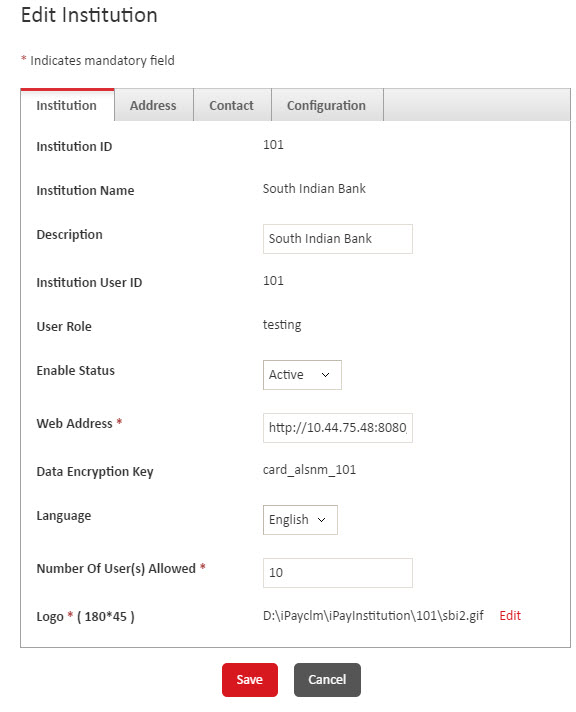 Edit Institution
* Indicates mandatory field
Institution Address Contact Configuration
Institution ID 101
Institution Name South Indian Bank
Description South Indian Bank
Institution User ID 101
User Role testing
Enable Status Active
Web Address * http://10.44.75.48:8080
Data Encryption Key card_alsnm_101
Language English
Number Of User(s) Allowed * 10
Logo * ( 180*45 ) D:\iPayclm\iPayInstitution\101\sbi2.gif Edit
Save Cancel